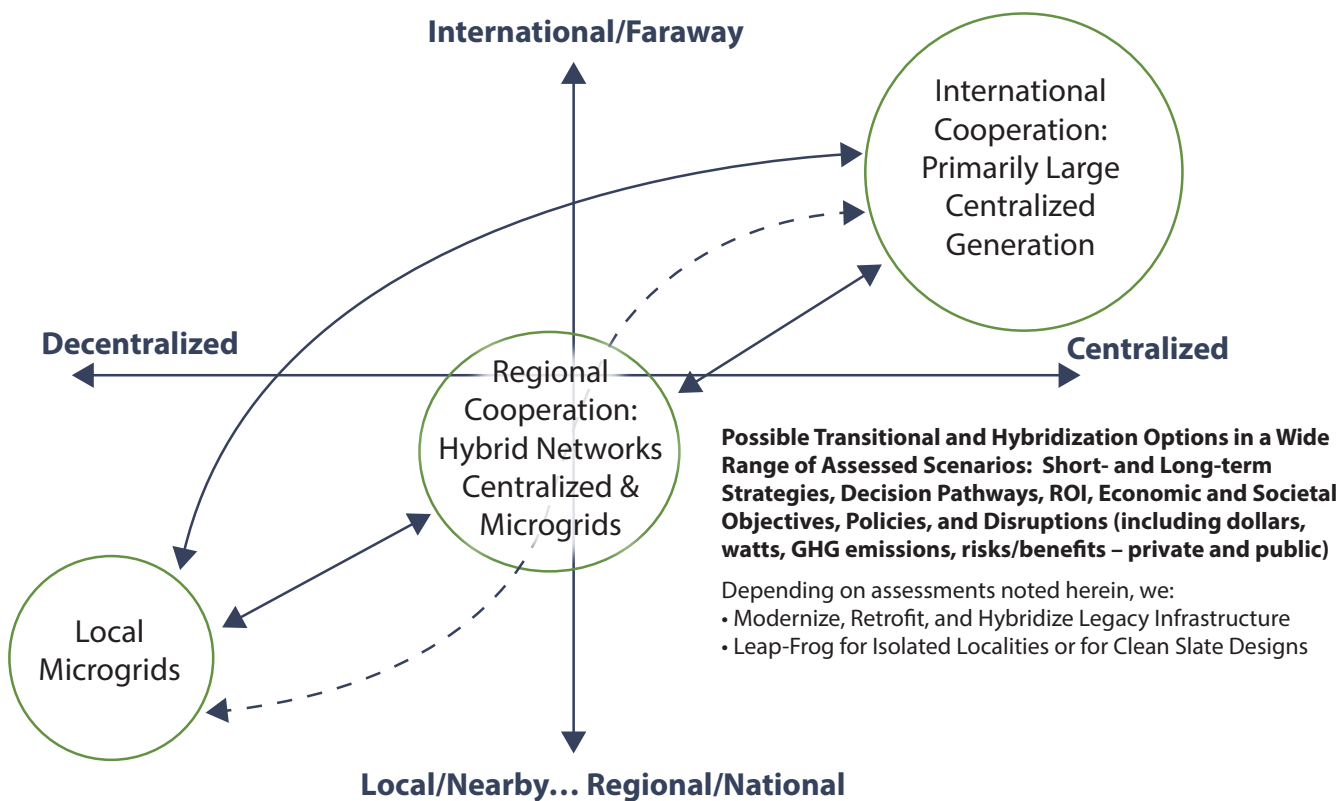 International/Faraway
International
Cooperation:
Primarily Large
Centralized
Generation
Decentralized
Centralized
Regional
Cooperation:
Hybrid Networks
Centralized &
Microgrids
Possible Transitional and Hybridization Options in a Wide
Range of Assessed Scenarios: Short- and Long-term
Strategies, Decision Pathways, ROI, Economic and Societal
Objectives, Policies, and Disruptions (including dollars,
watts, GHG emissions, risks/benefits – private and public)
Depending on assessments noted herein, we:
• Modernize, Retrofit, and Hybridize Legacy Infrastructure
• Leap-Frog for Isolated Localities or for Clean Slate Designs
Local
Microgrids
Local/Nearby… Regional/National